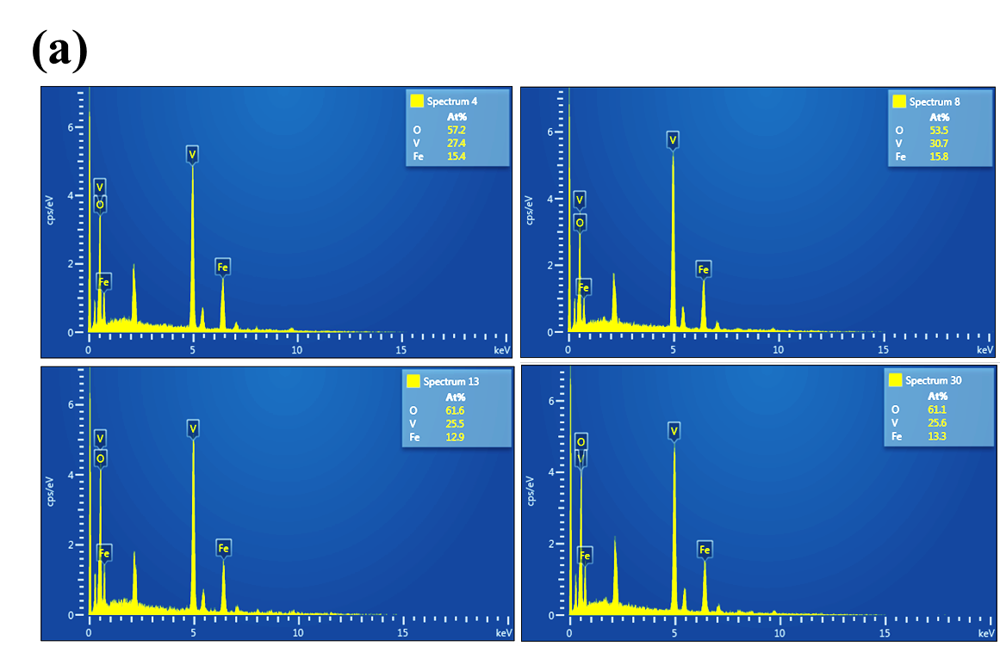 (a)
Spectrum 4
At%
O 57.2
V 27.4
Fe 15.4
6
4
2
0
cps/eV
V
O
Fe
V
Fe
0 5 10 15 keV
Spectrum 8
At%
O 53.5
V 30.7
Fe 15.8
6
4
2
0
cps/eV
V
O
Fe
V
Fe
0 5 10 15 keV
Spectrum 13
At%
O 61.6
V 25.5
Fe 12.9
6
4
2
0
cps/eV
V
O
Fe
V
Fe
0 5 10 15 keV
Spectrum 30
At%
O 61.1
V 25.6
Fe 13.3
6
4
2
0
cps/eV
O
V
Fe
V
Fe
0 5 10 15 keV